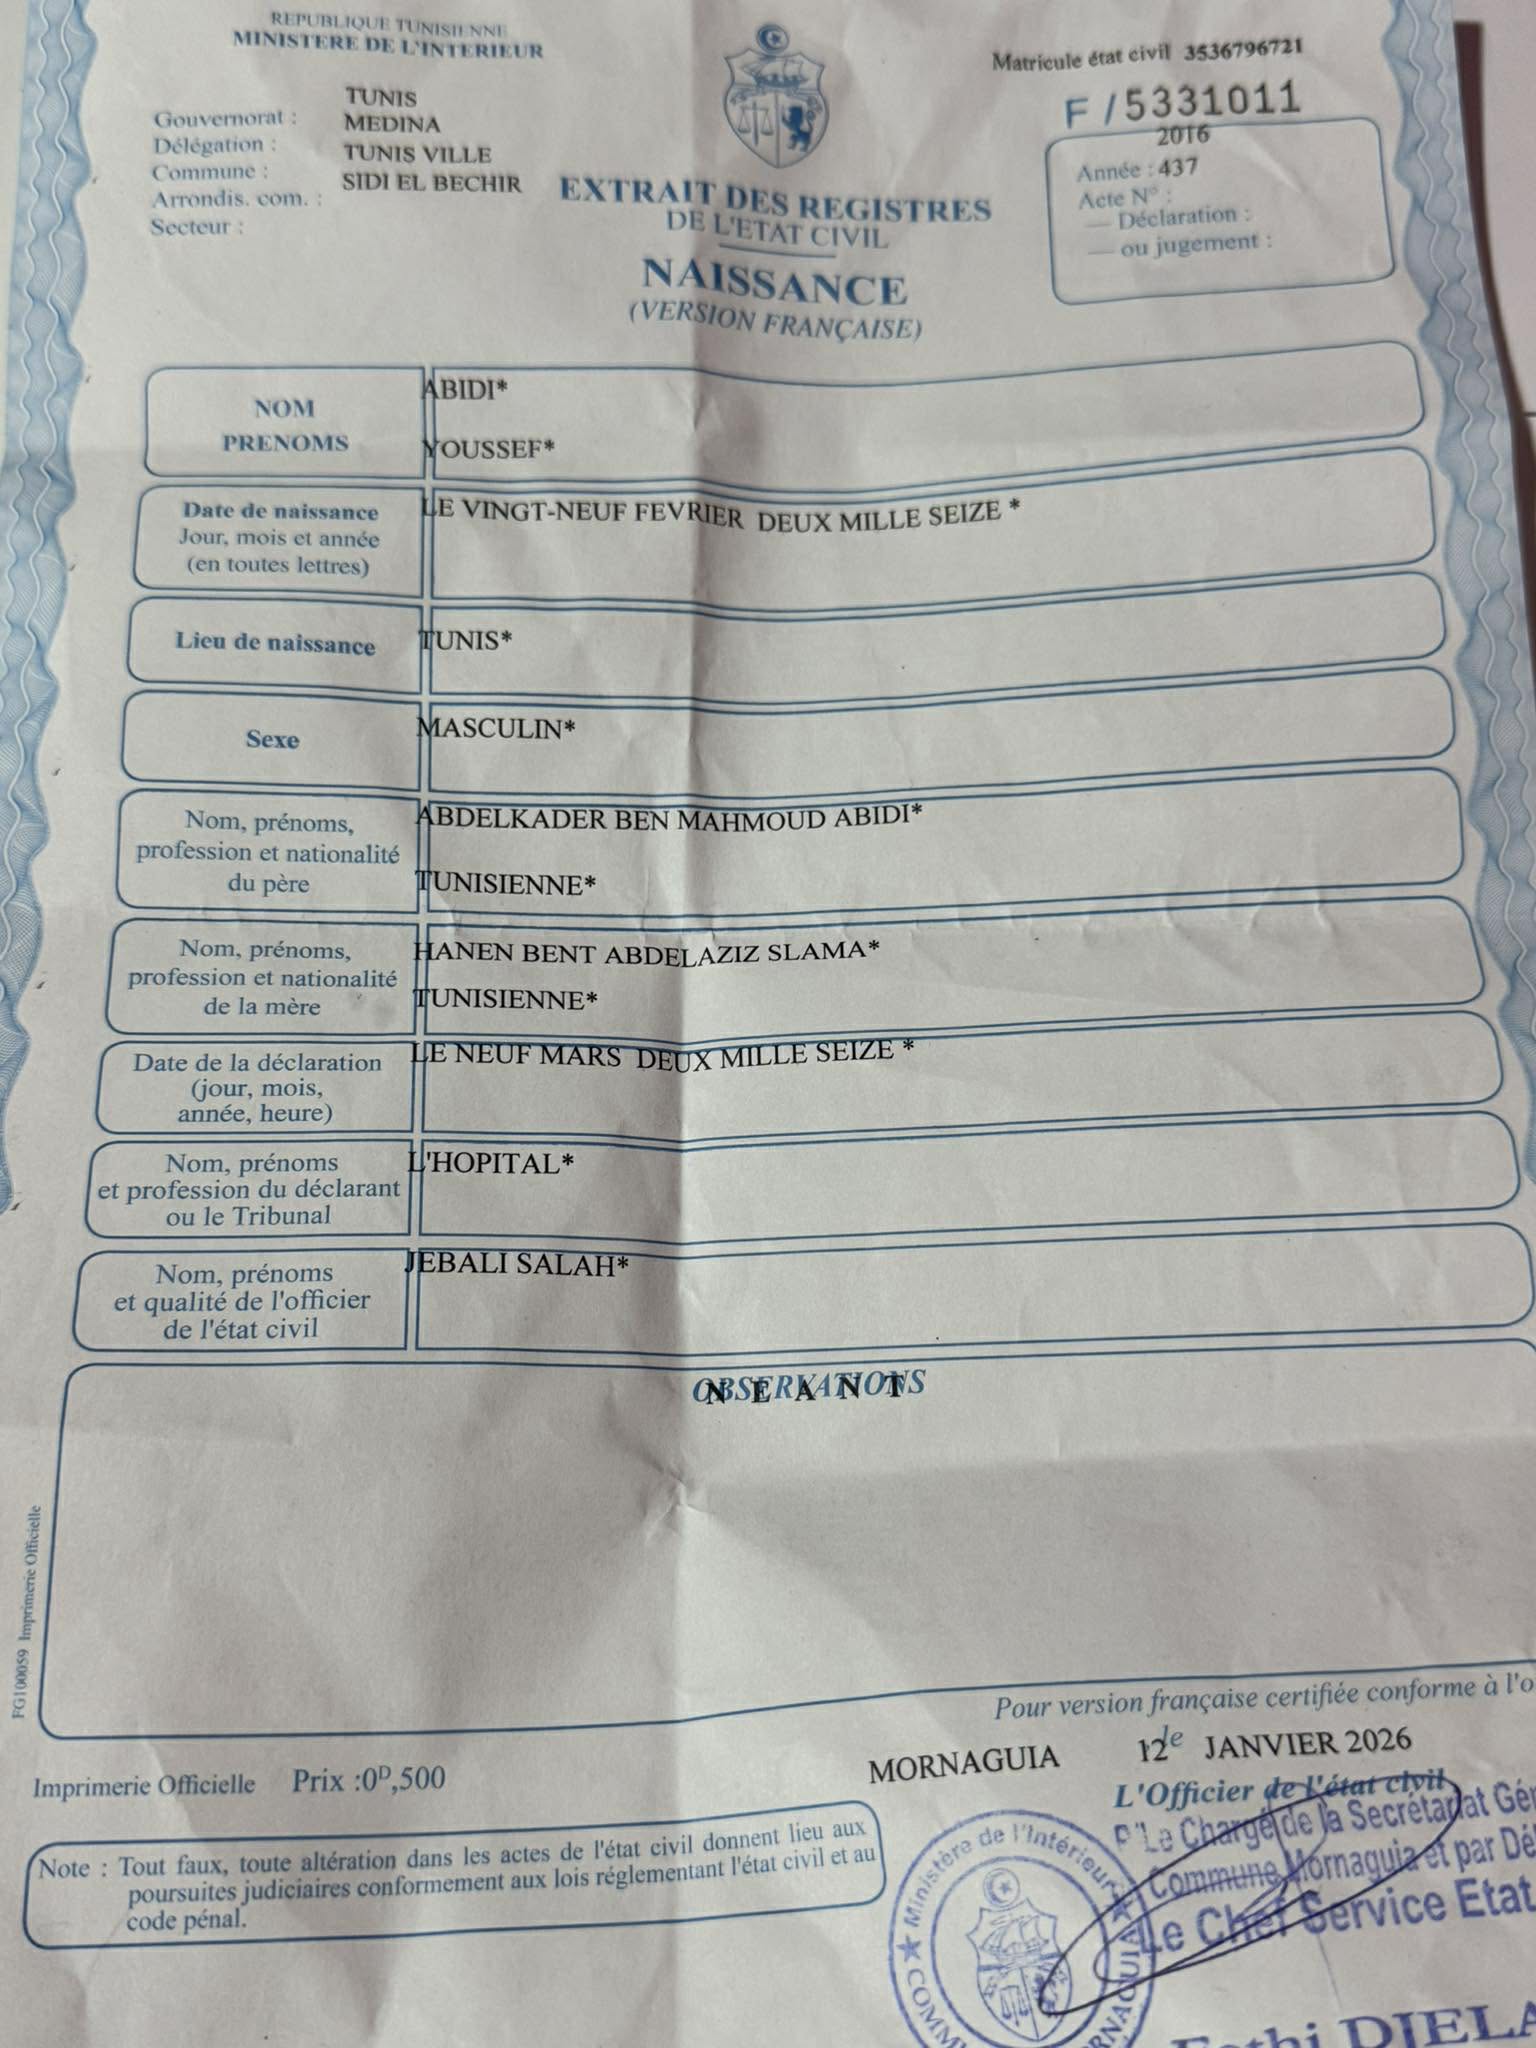 REPUBLIQUE TUNISIENNE
MINISTERE DE L'INTERIEUR
Gouvernorat : TUNIS
Délégation : MEDINA
Commune : TUNIS VILLE
Arrondis. com. : SIDI EL BECHIR
Secteur :
EXTRAIT DES REGISTRES
DE L'ETAT CIVIL
NAISSANCE
(VERSION FRANÇAISE)
Matricule état civil 3536796721
F / 5331011
2016
Année : 437
Acte N° :
— Déclaration :
— ou jugement :
NOM
PRENOMS
ABIDI*
YOUSSEF*
Date de naissance
Jour, mois et année
(en toutes lettres)
LE VINGT-NEUF FEVRIER DEUX MILLE SEIZE *
Lieu de naissance
TUNIS*
Sexe
MASCULIN*
Nom, prénoms,
profession et nationalité
du père
ABDELKADER BEN MAHMOUD ABIDI*
TUNISIENNE*
Nom, prénoms,
profession et nationalité
de la mère
HANEN BENT ABDELAZIZ SLAMA*
TUNISIENNE*
Date de la déclaration
(jour, mois,
année, heure)
LE NEUF MARS DEUX MILLE SEIZE *
Nom, prénoms
et profession du déclarant
ou le Tribunal
L'HOPITAL*
Nom, prénoms
et qualité de l'officier
de l'état civil
JEBALI SALAH*
OBSERVATIONS
N E A N T
FG100059 Imprimerie Officielle
Pour version française certifiée conforme à l'o
MORNAGUIA 12 le JANVIER 2026
L'Officier de l'état civil
Imprimerie Officielle Prix :0D,500
Note : Tout faux, toute altération dans les actes de l'état civil donnent lieu aux
poursuites judiciaires conformement aux lois réglementant l'état civil et au
code pénal.
Ministère de l'Intérieur
P/Le Chargé de la Secrétariat Gén
Commune Mornaguia et par Dél
Le Chef Service Etat
Fethi DJELA